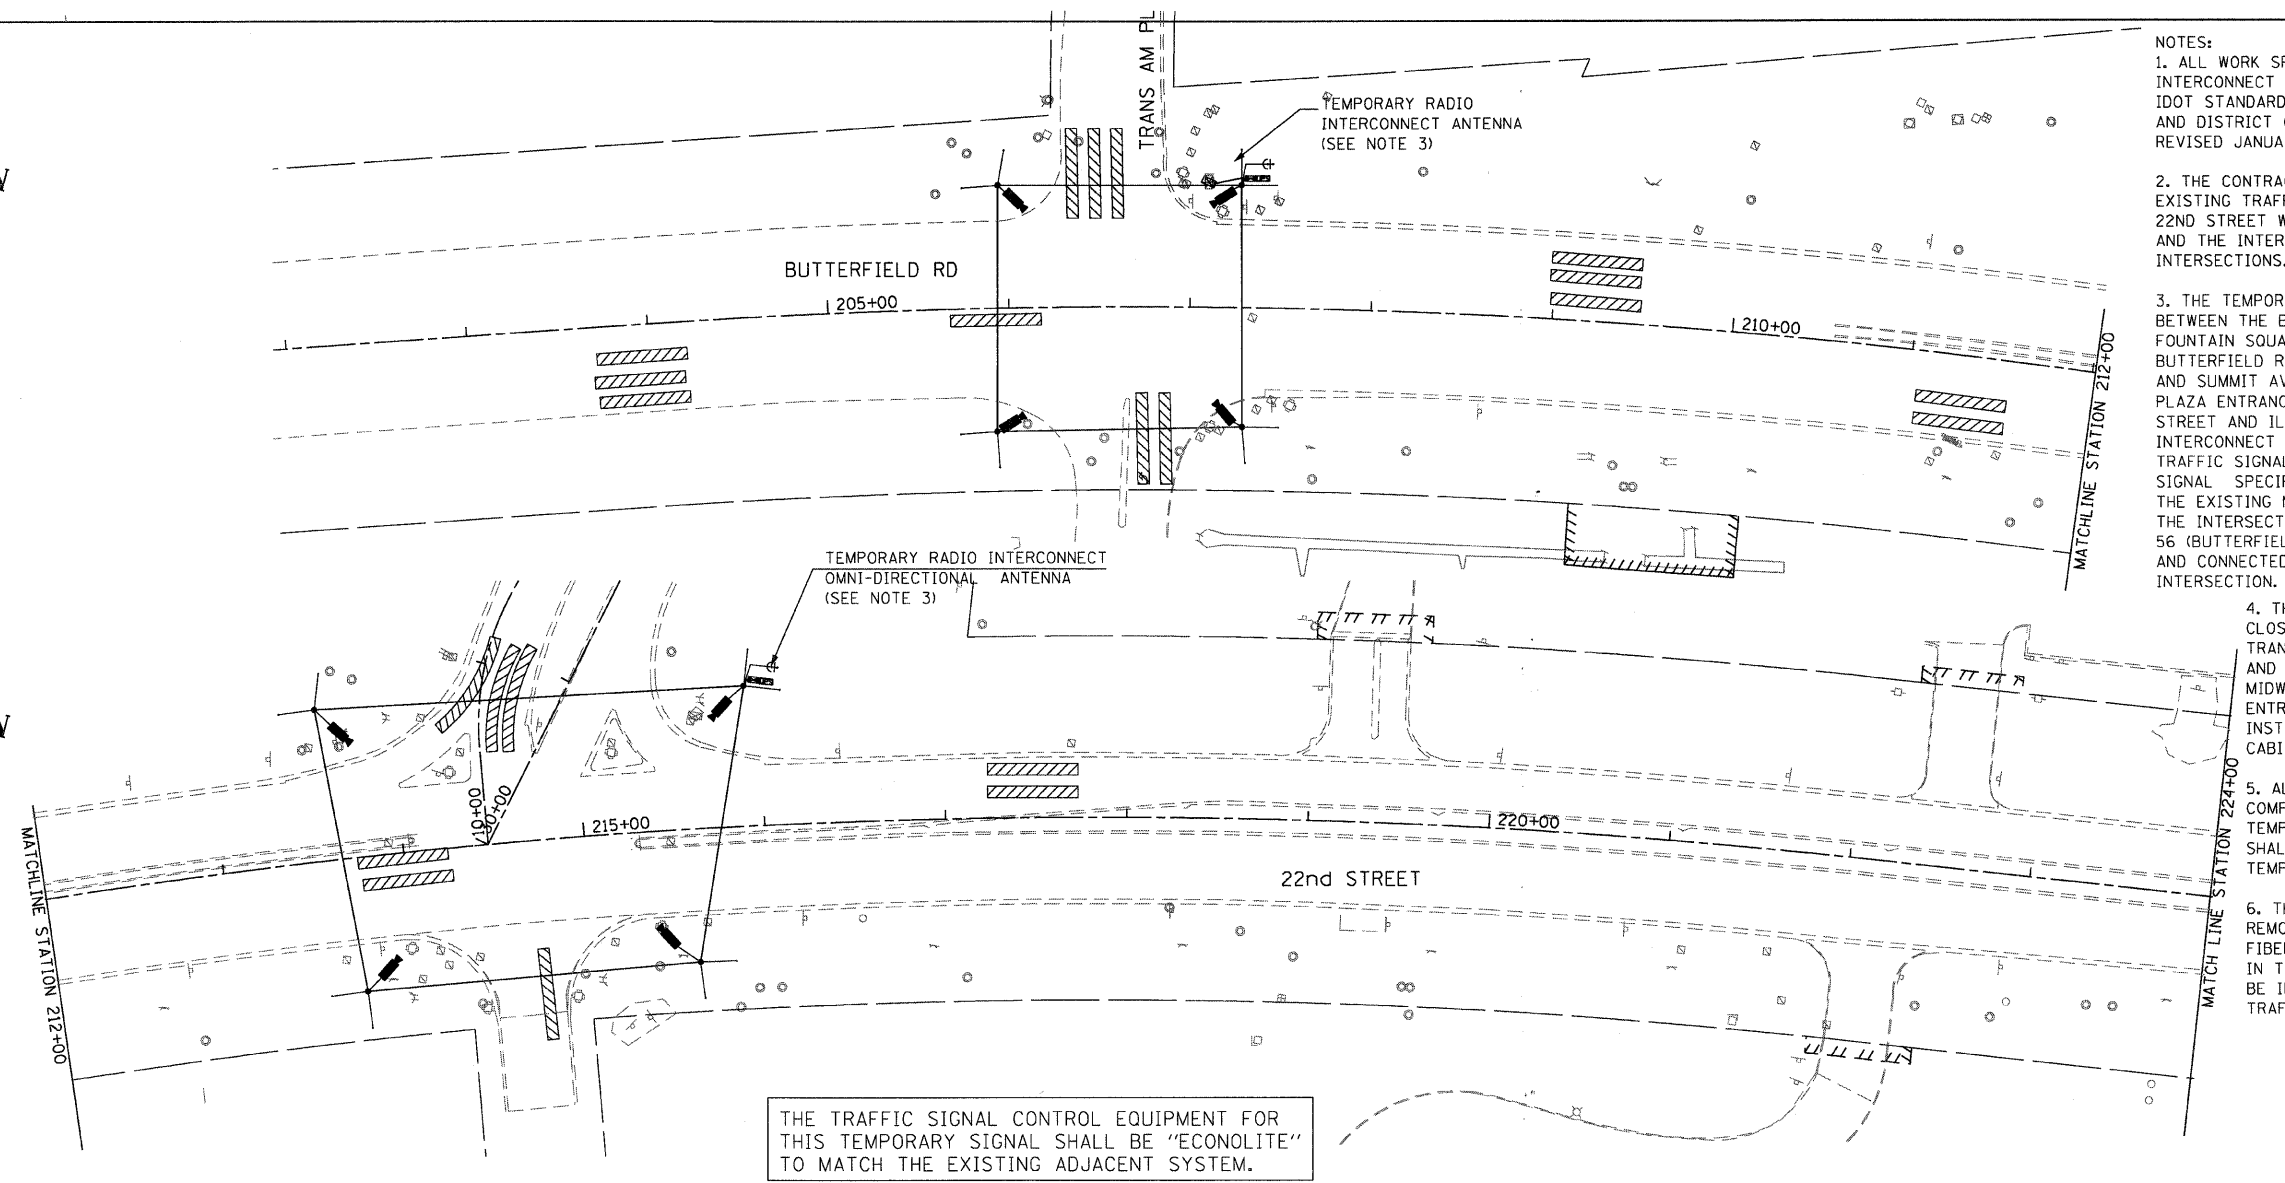 TRANS AM PL
TEMPORARY RADIO
INTERCONNECT ANTENNA
(SEE NOTE 3)
BUTTERFIELD RD
205+00
210+00
MATCHLINE STATION 212+00
TEMPORARY RADIO INTERCONNECT
OMNI-DIRECTIONAL ANTENNA
(SEE NOTE 3)
MATCHLINE STATION 212+00
410+00
215+00
220+00
22nd STREET
MATCH LINE STATION 224+00
THE TRAFFIC SIGNAL CONTROL EQUIPMENT FOR
THIS TEMPORARY SIGNAL SHALL BE "ECONOLITE"
TO MATCH THE EXISTING ADJACENT SYSTEM.
NOTES:
1. ALL WORK
INTERCONNECT
IDOT STANDARD
AND DISTRICT
REVISED JANUA
2. THE CONTRA
EXISTING TRAF
22ND STREET W
AND THE INTER
INTERSECTIONS.
3. THE TEMPOR
BETWEEN THE
FOUNTAIN SQUA
BUTTERFIELD R
AND SUMMIT AV
PLAZA ENTRANC
STREET AND IL
INTERCONNECT
TRAFFIC SIGNAL
SIGNAL SPECIF
THE EXISTING
THE INTERSECT
56 (BUTTERFIEL
AND CONNECTED
INTERSECTION.
4. TH
CLOS
TRAN
AND
MIDW
ENTR
INST
CABI
5. AL
COMP
TEMP
SHAL
TEMP
6. TH
REMO
FIBE
IN T
BE I
TRAF